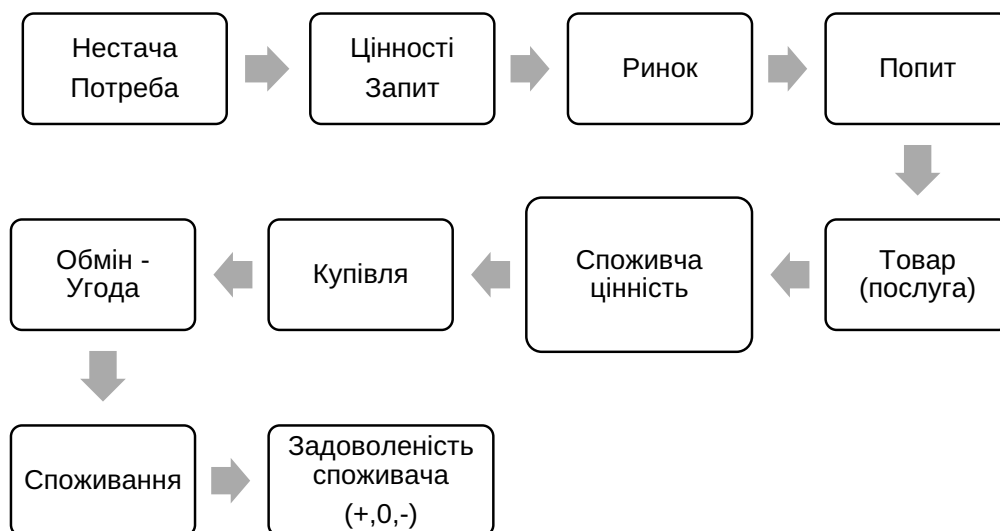 Нестача
Потреба
Цінності
Запит
Ринок
Попит
Товар
(послуга)
Споживча
цінність
Купівля
Обмін -
Угода
Споживання
Задоволеність
споживача
(+,0,-)